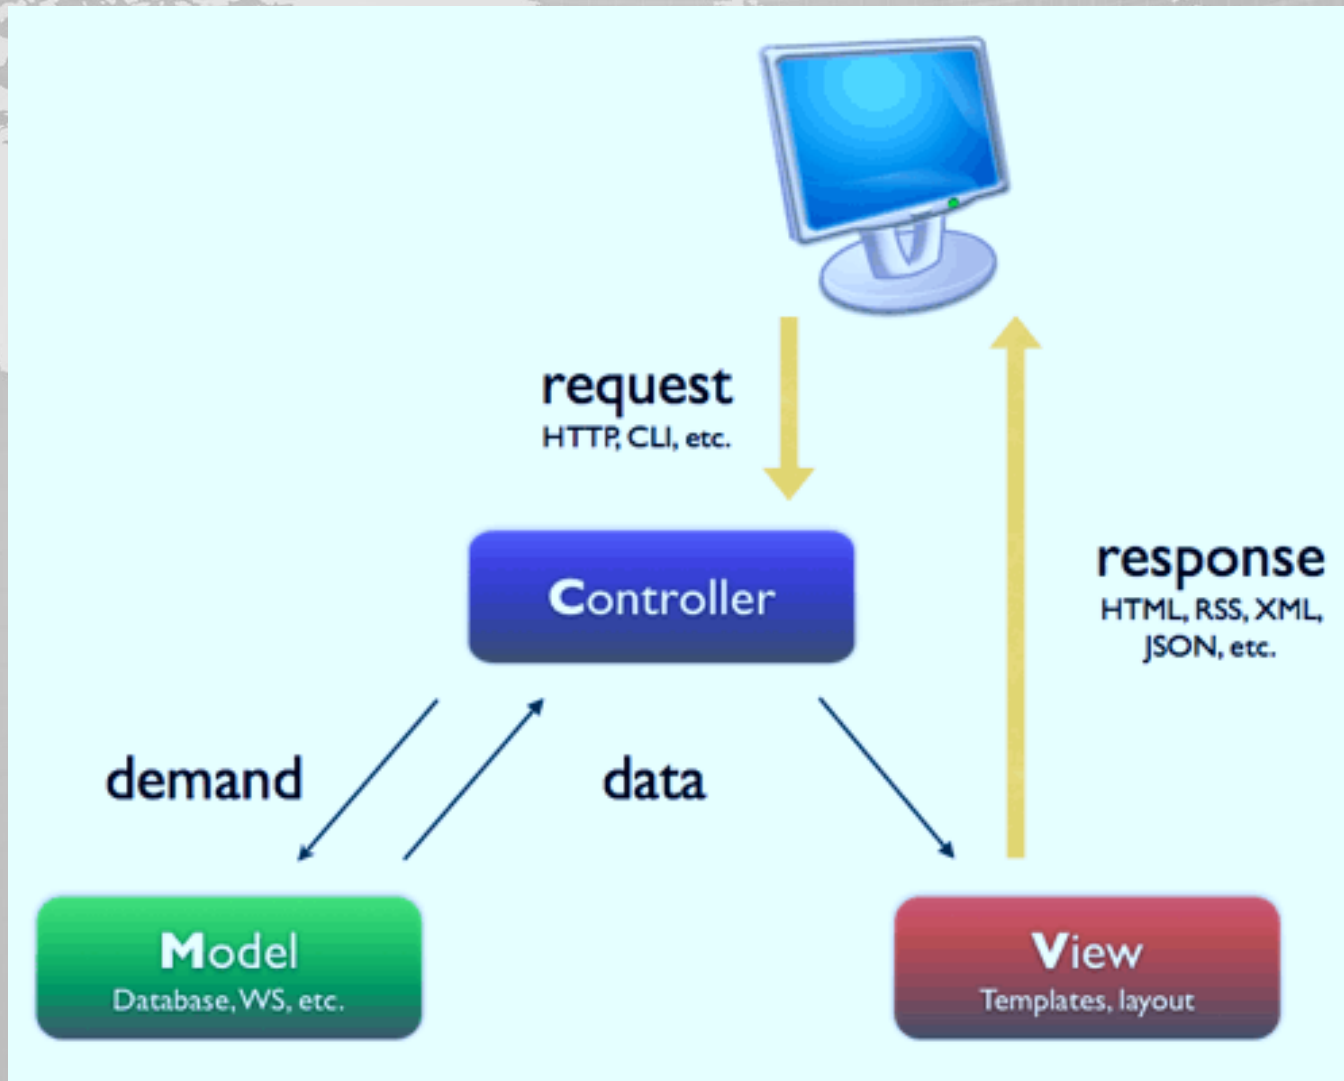 request
HTTP, CLI, etc.
Controller
response
HTML, RSS, XML,
JSON, etc.
demand
data
Model
Database, WS, etc.
View
Templates, layout